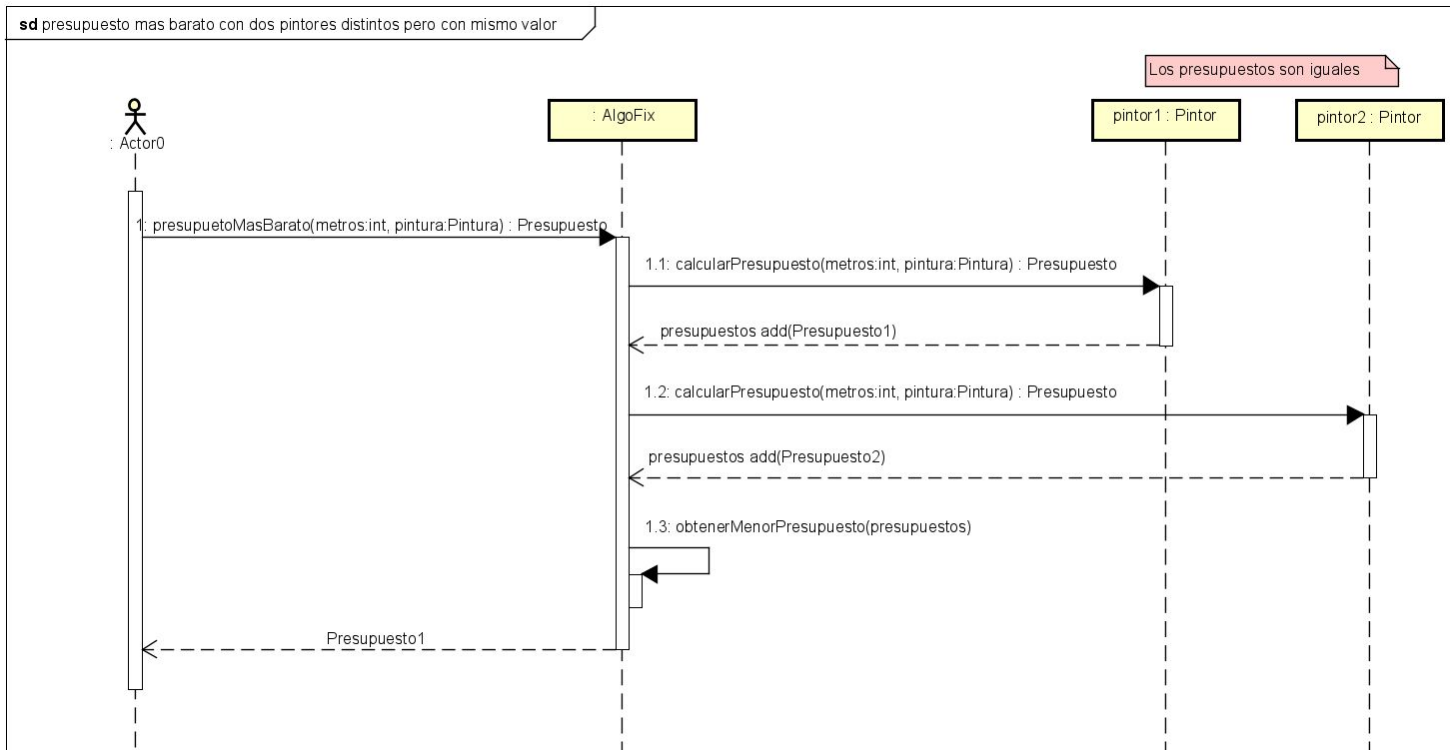 sd presupuesto mas barato con dos pintores distintos pero con mismo valor
Los presupuestos son iguales
: Actor0
: AlgoFix
pintor1 : Pintor
pintor2 : Pintor
1: presupuetoMasBarato(metros:int, pintura:Pintura) : Presupuesto
1.1: calcularPresupuesto(metros:int, pintura:Pintura) : Presupuesto
presupuestos add(Presupuesto1)
1.2: calcularPresupuesto(metros:int, pintura:Pintura) : Presupuesto
presupuestos add(Presupuesto2)
1.3: obtenerMenorPresupuesto(presupuestos)
Presupuesto1